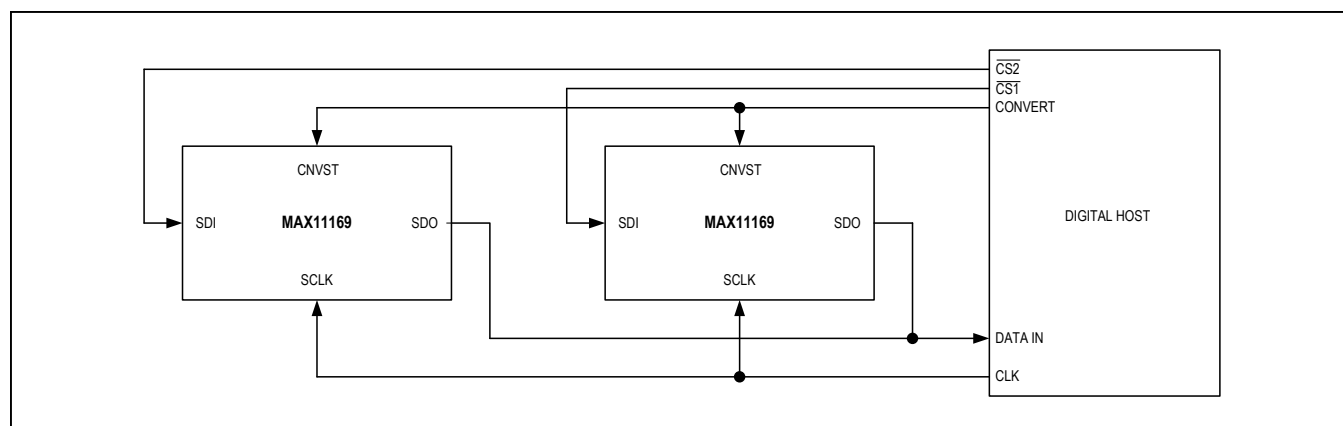 CS2
CS1
CONVERT
CNVST
CNVST
SDI
MAX11169
SDO
SDI
MAX11169
SDO
DIGITAL HOST
SCLK
SCLK
DATA IN
CLK